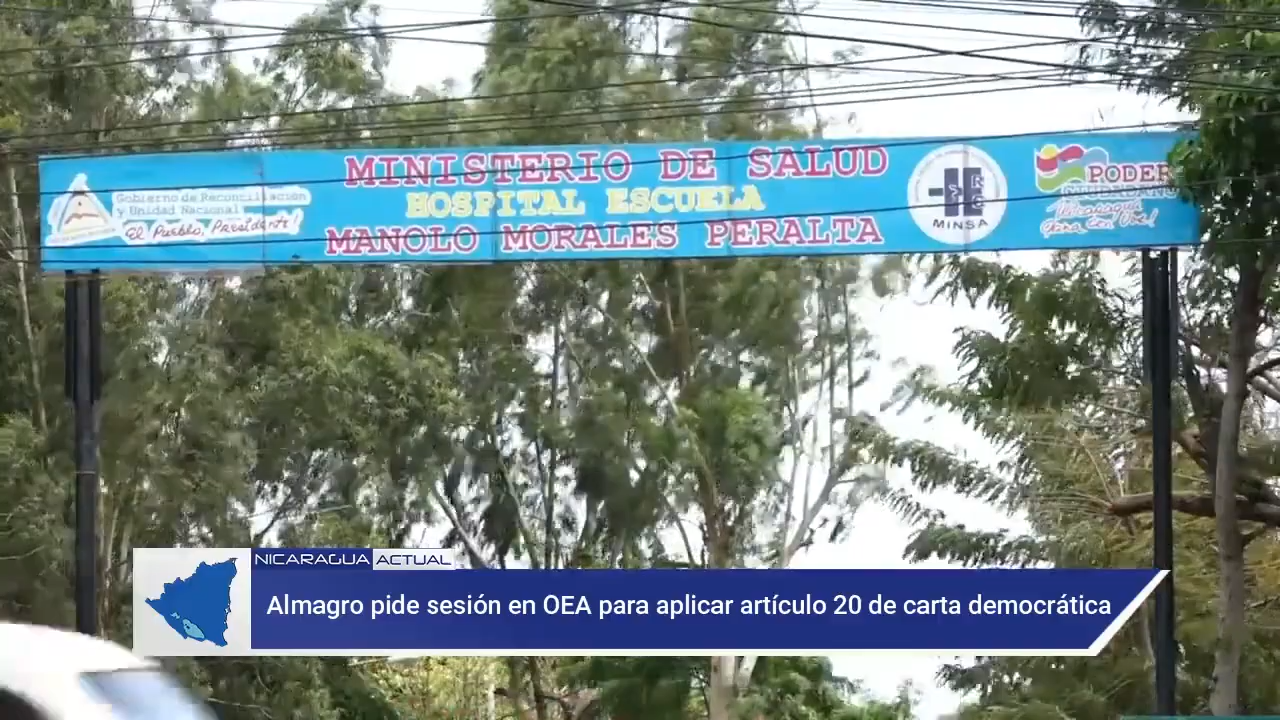 MINISTERIO DE SALUD
HOSPITAL ESCUELA
MANOLO MORALES PERALTA
Gobierno de Reconciliación
y Unidad Nacional
El Pueblo, Presidente!
MINSA
PODER
CIUDADANO
NICARAGUA ACTUAL
Almagro pide sesión en OEA para aplicar artículo 20 de carta democrática